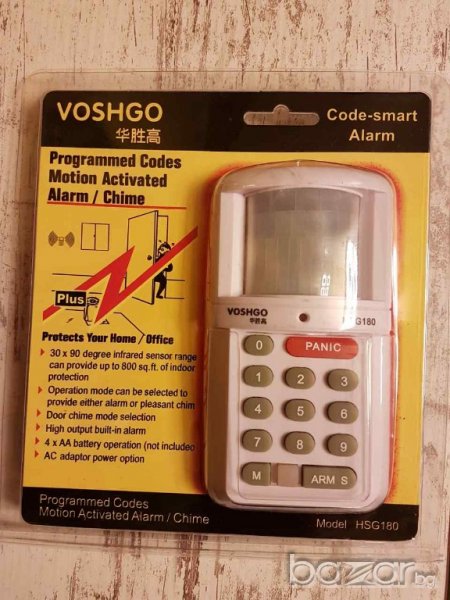 VOSHGO
华胜高
Code-smart
Alarm
Programmed Codes
Motion Activated
Alarm / Chime
Plus
Protects Your Home / Office
• 30 x 90 degree infrared sensor range
can provide up to 800 sq.ft. of indoor
protection
• Operation mode can be selected to
provide either alarm or pleasant chim
• Door chime mode selection
• High output built-in alarm
• 4 x AA battery operation (not included
• AC adaptor power option
VOSHGO
华胜高
G180
0 PANIC
1 2 3
4 5 6
7 8 9
M ARM S
Programmed Codes
Motion Activated Alarm / Chime
Model HSG180
bazar.bg